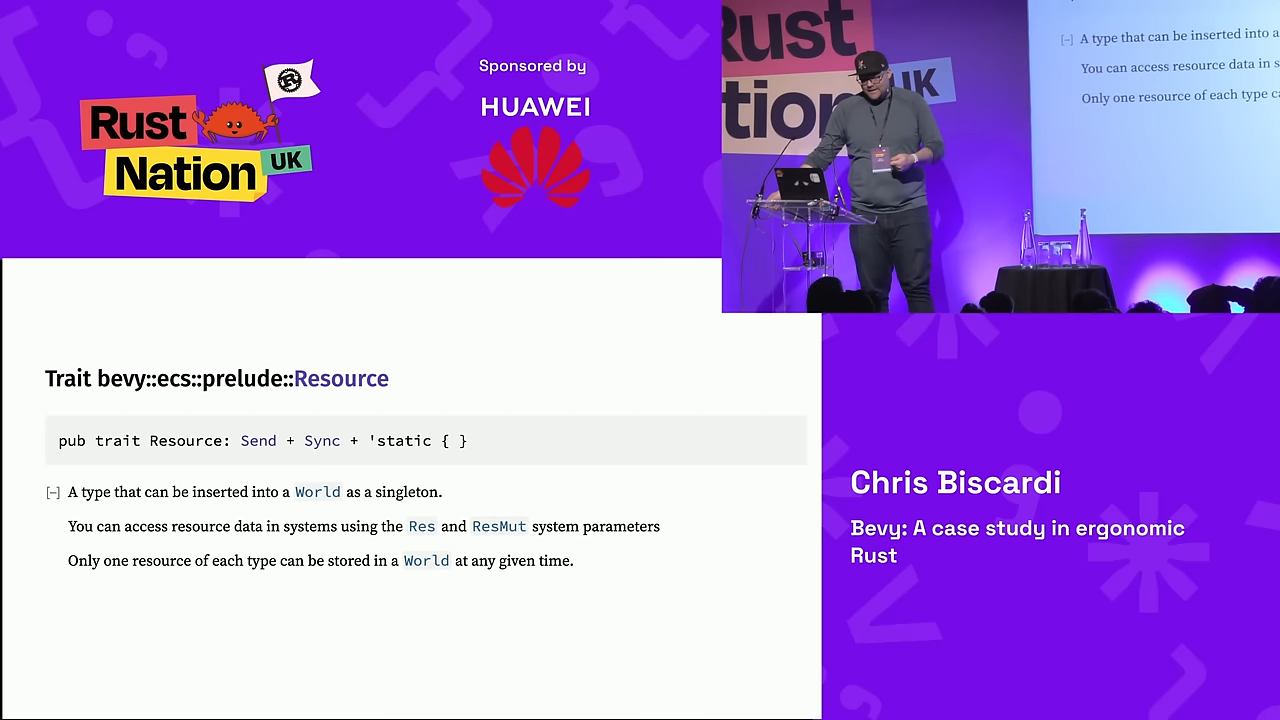 Rust
Nation
UK
Sponsored by
HUAWEI
Rust
Nation
UK
[−] A type that can be inserted into a
You can access resource data in s
Only one resource of each type ca
Trait bevy::ecs::prelude::Resource
pub trait Resource: Send + Sync + 'static { }
[−] A type that can be inserted into a World as a singleton.
You can access resource data in systems using the Res and ResMut system parameters
Only one resource of each type can be stored in a World at any given time.
Chris Biscardi
Bevy: A case study in ergonomic
Rust